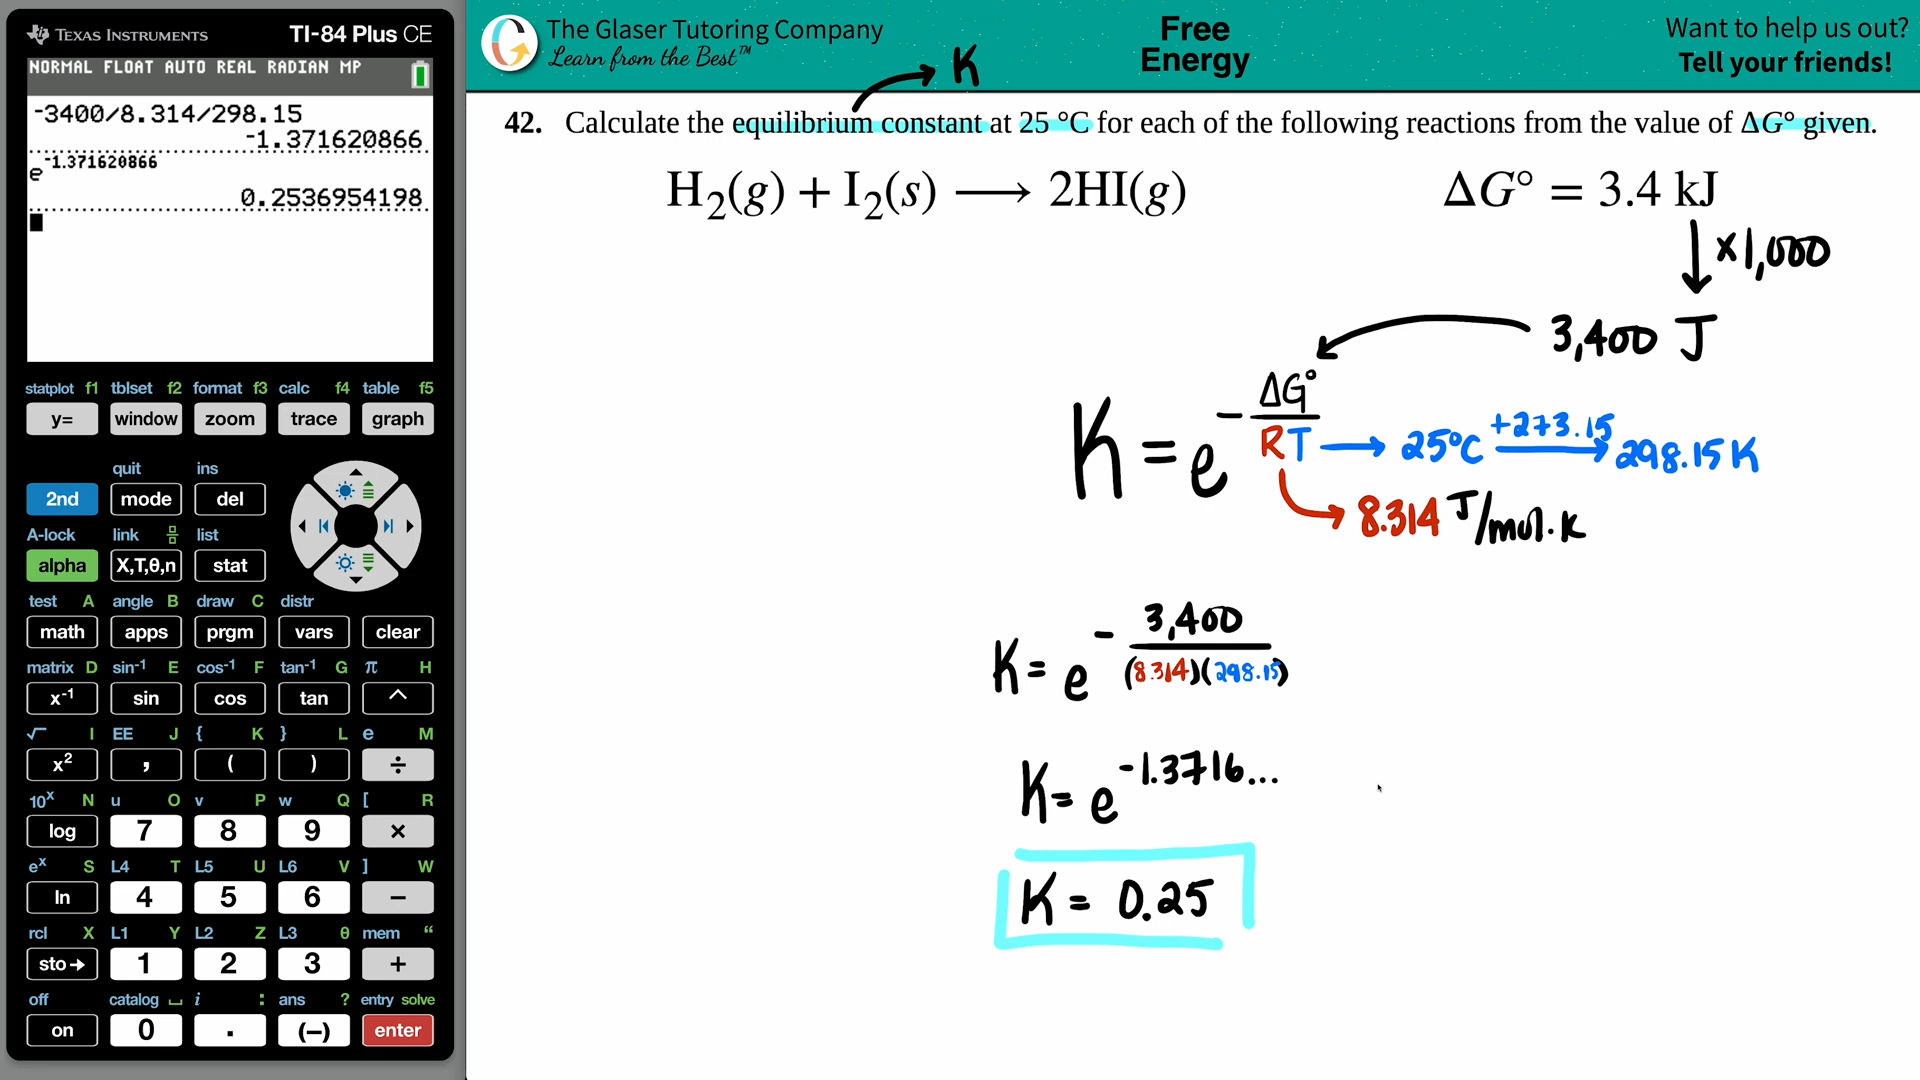 TEXAS INSTRUMENTS TI-84 Plus CE
NORMAL FLOAT AUTO REAL RADIAN MP
-3400/8.314/298.15
-1.371620866
e^-1.371620866
0.2536954198
statplot f1 tblset f2 format f3 calc f4 table f5
y= window zoom trace graph
quit ins
2nd mode del
A-lock link list
alpha X,T,θ,n stat
test A angle B draw C distr
math apps prgm vars clear
matrix D sin⁻¹ E cos⁻¹ F tan⁻¹ G π H
x⁻¹ sin cos tan ^
√ I EE J { K } L e M
x² , ( ) ÷
10ˣ N u O v P w Q [ R
log 7 8 9 ×
eˣ S L4 T L5 U L6 V ] W
ln 4 5 6 −
rcl X L1 Y L2 Z L3 θ mem “
sto→ 1 2 3 +
off catalog ⎵ i : ans ? entry solve
on 0 . (−) enter
The Glaser Tutoring Company
Learn from the Best™
Free
Energy
Want to help us out?
Tell your friends!
K
42. Calculate the equilibrium constant at 25 °C for each of the following reactions from the value of ΔG° given.
H₂(g) + I₂(s) ⟶ 2HI(g) ΔG° = 3.4 kJ
×1,000
3,400 J
K = e^-ΔG°/RT → 25°C +273.15 → 298.15 K
8.314 J/mol·K
K = e^-3,400/(8.314)(298.15)
K = e^-1.3716...
K = 0.25